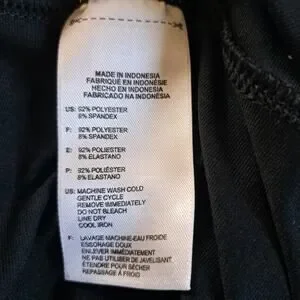 MADE IN INDONESIA
FABRIQUÉ EN INDONÉSIE
HECHO EN INDONESIA
FABRICADO NA INDONÉSIA
US: 92% POLYESTER
8% SPANDEX
F: 92% POLYESTER
8% SPANDEX
E: 92% POLIESTER
8% ELASTANO
P: 92% POLIÉSTER
8% ELASTANO
US: MACHINE WASH COLD
GENTLE CYCLE
REMOVE IMMEDIATELY
DO NOT BLEACH
LINE DRY
COOL IRON
F: LAVAGE MACHINE-EAU FROIDE
ESSORAGE DOUX
ENLEVER IMMÉDIATEMENT
NE PAS UTILISER DE JAVELISANT
ÉTENDRE POUR SÉCHER
REPASSAGE À FROID